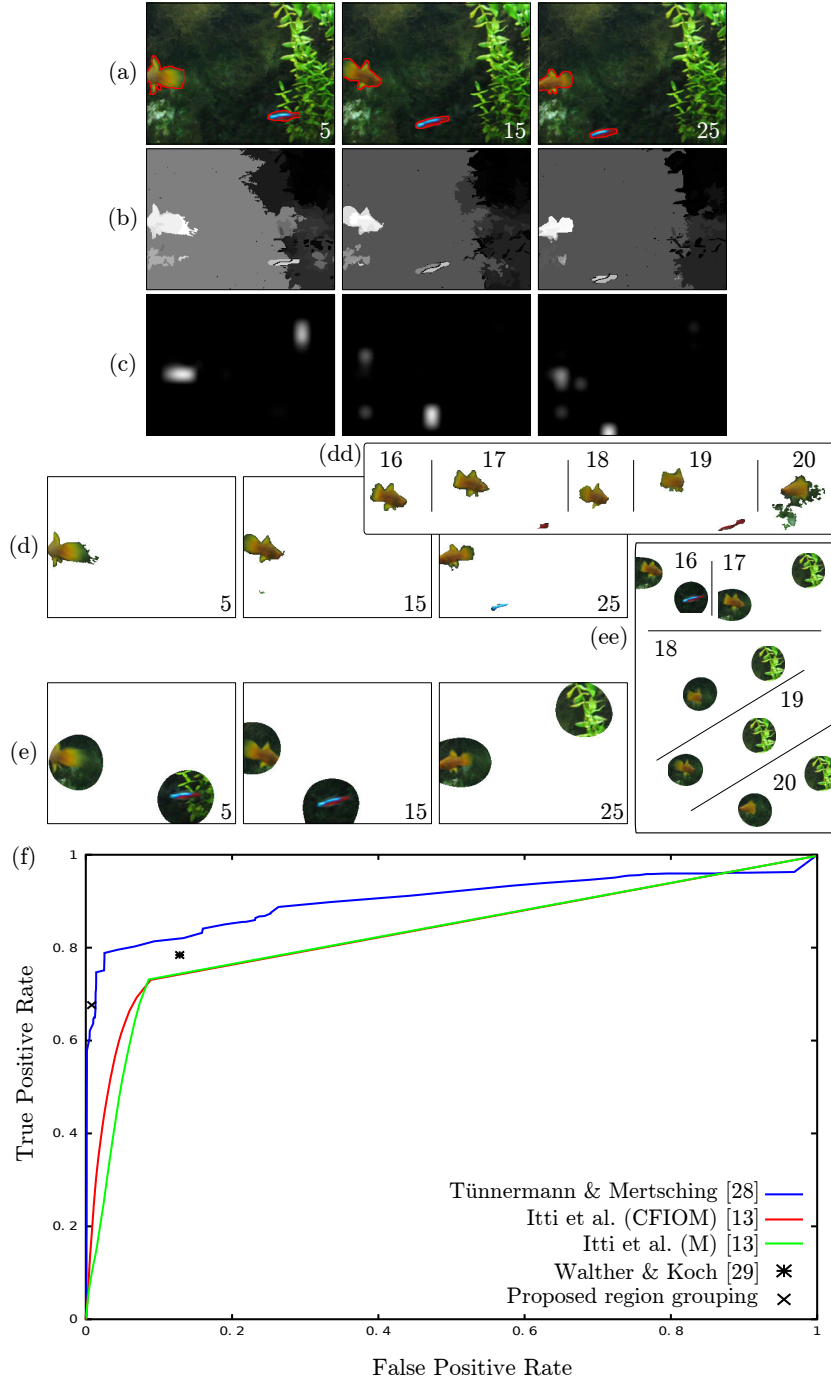 (a)
5 15 25
(b)
(c)
(dd)
16 17 18 19 20
(d)
5 15 25
(ee)
16 17
18
19
20
(e)
5 15 25
(f)
1
0. 8
0. 6
0. 4
0. 2
0
True Positive Rate
Tünnermann & Mertsching [28]
Itti et al. (CFIOM) [13]
Itti et al. (M) [13]
Walther & Koch [29]
Proposed region grouping
0 0. 2 0. 4 0. 6 0. 8 1
False Positive Rate